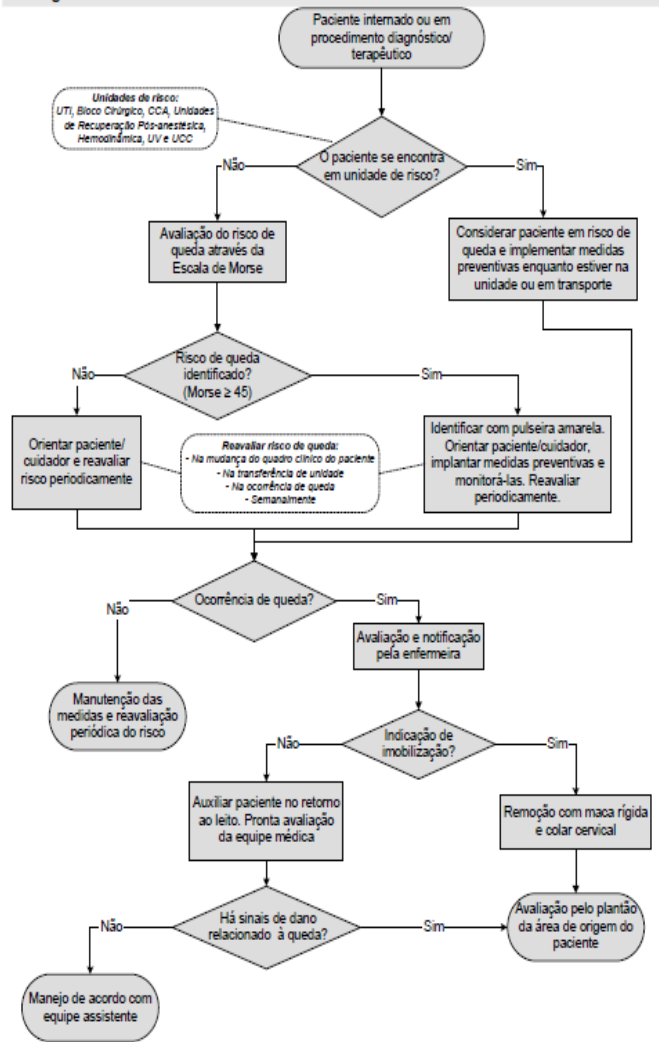 Paciente internado ou em
procedimento diagnóstico/
terapêutico
Unidades de risco:
UTI, Bloco Cirúrgico, CCA, Unidades
de Recuperação Pós-anestésica,
Hemodinâmica, UV e UCC
O paciente se encontra
em unidade de risco?
Não
Sim
Avaliação do risco de
queda através da
Escala de Morse
Considerar paciente em risco de
queda e implementar medidas
preventivas enquanto estiver na
unidade ou em transporte
Risco de queda
identificado?
(Morse ≥ 45)
Não
Sim
Orientar paciente/
cuidador e reavaliar
risco periodicamente
Reavaliar risco de queda:
- Na mudança do quadro clínico do paciente
- Na transferência de unidade
- Na ocorrência de queda
- Semanalmente
Identificar com pulseira amarela.
Orientar paciente/cuidador,
implantar medidas preventivas e
monitorá-las. Reavaliar
periodicamente.
Ocorrência de queda?
Não
Sim
Avaliação e notificação
pela enfermeira
Manutenção das
medidas e reavaliação
periódica do risco
Indicação de
imobilização?
Não
Sim
Auxiliar paciente no retorno
ao leito. Pronta avaliação
da equipe médica
Remoção com maca rígida
e colar cervical
Há sinais de dano
relacionado à queda?
Não
Sim
Avaliação pelo plantão
da área de origem do
paciente
Manejo de acordo com
equipe assistente